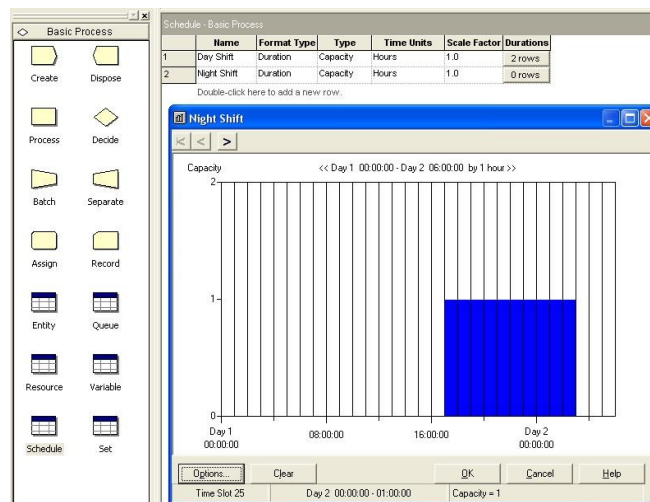 Basic Process
Create
Dispose
Process
Decide
Batch
Separate
Assign
Record
Entity
Queue
Resource
Variable
Schedule
Set
Schedule - Basic Process
Name Format Type Type Time Units Scale Factor Durations
1 Day Shift Duration Capacity Hours 1.0 2 rows
2 Night Shift Duration Capacity Hours 1.0 0 rows
Double-click here to add a new row.
Night Shift
|< < >
Capacity << Day 1 00:00:00 - Day 2 06:00:00 by 1 hour >>
2
1
0
Day 1
00:00:00
08:00:00
16:00:00
Day 2
00:00:00
Options... Clear OK Cancel Help
Time Slot 25 Day 2 00:00:00 - 01:00:00 Capacity = 1